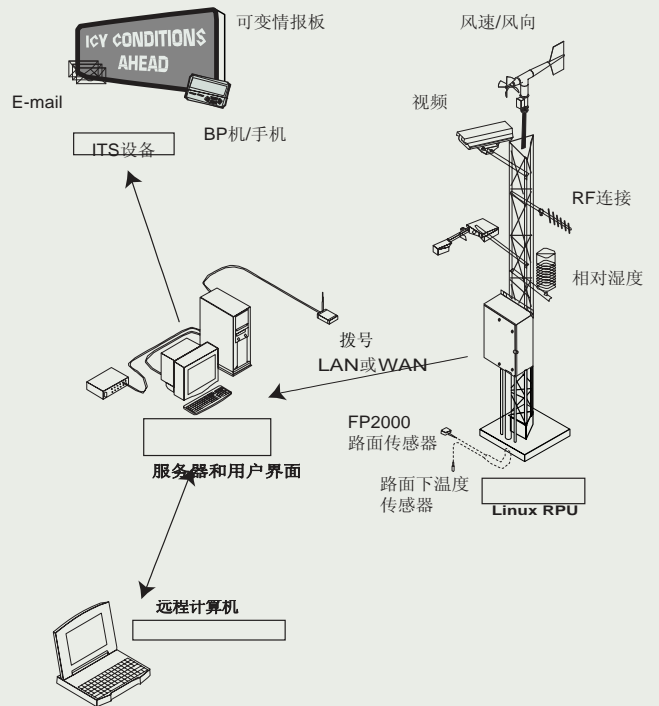 可变情报板
ICY CONDITIONS
AHEAD
E-mail
BP机/手机
ITS设备
风速/风向
视频
RF连接
相对湿度
拨号
LAN或WAN
FP2000
路面传感器
路面下温度
传感器
Linux RPU
服务器和用户界面
远程计算机